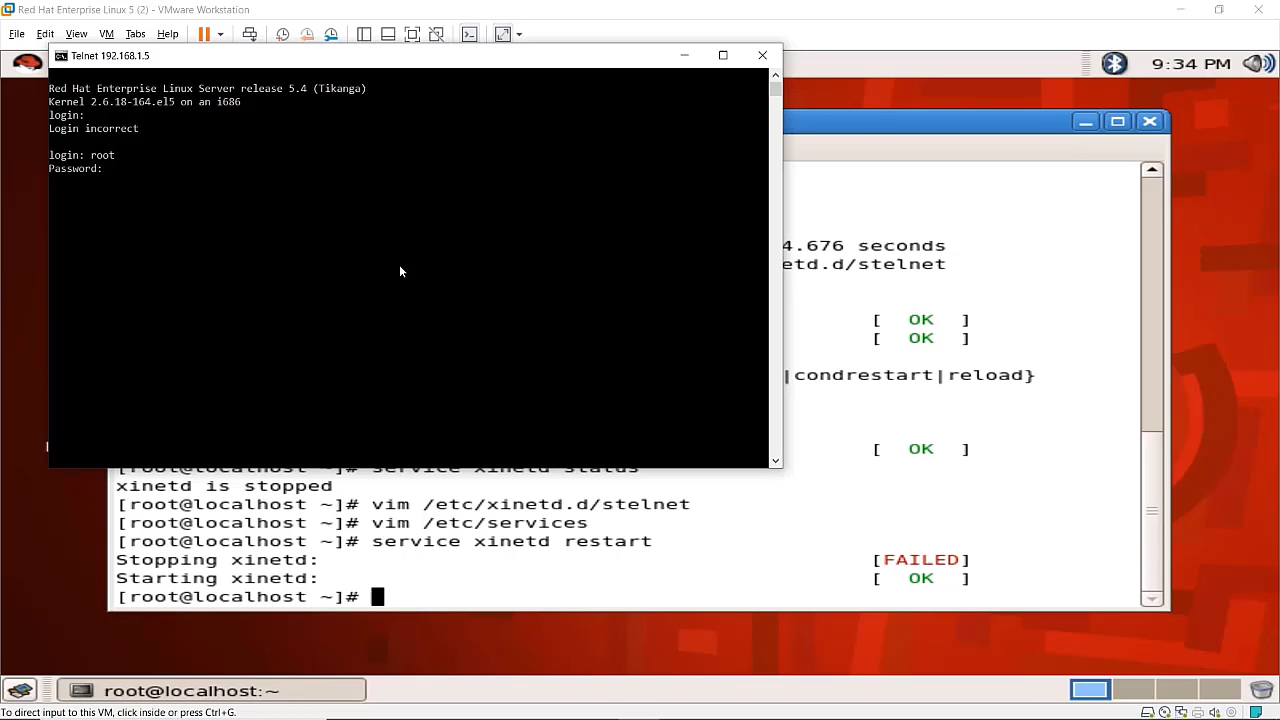 Red Hat Enterprise Linux 5 (2) - VMware Workstation
File Edit View VM Tabs Help
Telnet 192.168.1.5
9:34 PM
Red Hat Enterprise Linux Server release 5.4 (Tikanga)
Kernel 2.6.18-164.el5 on an i686
login:
Login incorrect
login: root
Password:
4.676 seconds
etd.d/stelnet
[ OK ]
[ OK ]
|condrestart|reload}
[ OK ]
[root@localhost ~]# service xinetd status
xinetd is stopped
[root@localhost ~]# vim /etc/xinetd.d/stelnet
[root@localhost ~]# vim /etc/services
[root@localhost ~]# service xinetd restart
Stopping xinetd: [FAILED]
Starting xinetd: [ OK ]
[root@localhost ~]#
root@localhost:~
To direct input to this VM, click inside or press Ctrl+G.